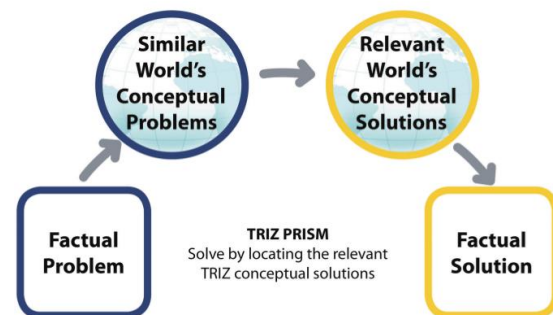 Similar
World's
Conceptual
Problems
Relevant
World's
Conceptual
Solutions
Factual
Problem
TRIZ PRISM
Solve by locating the relevant
TRIZ conceptual solutions
Factual
Solution